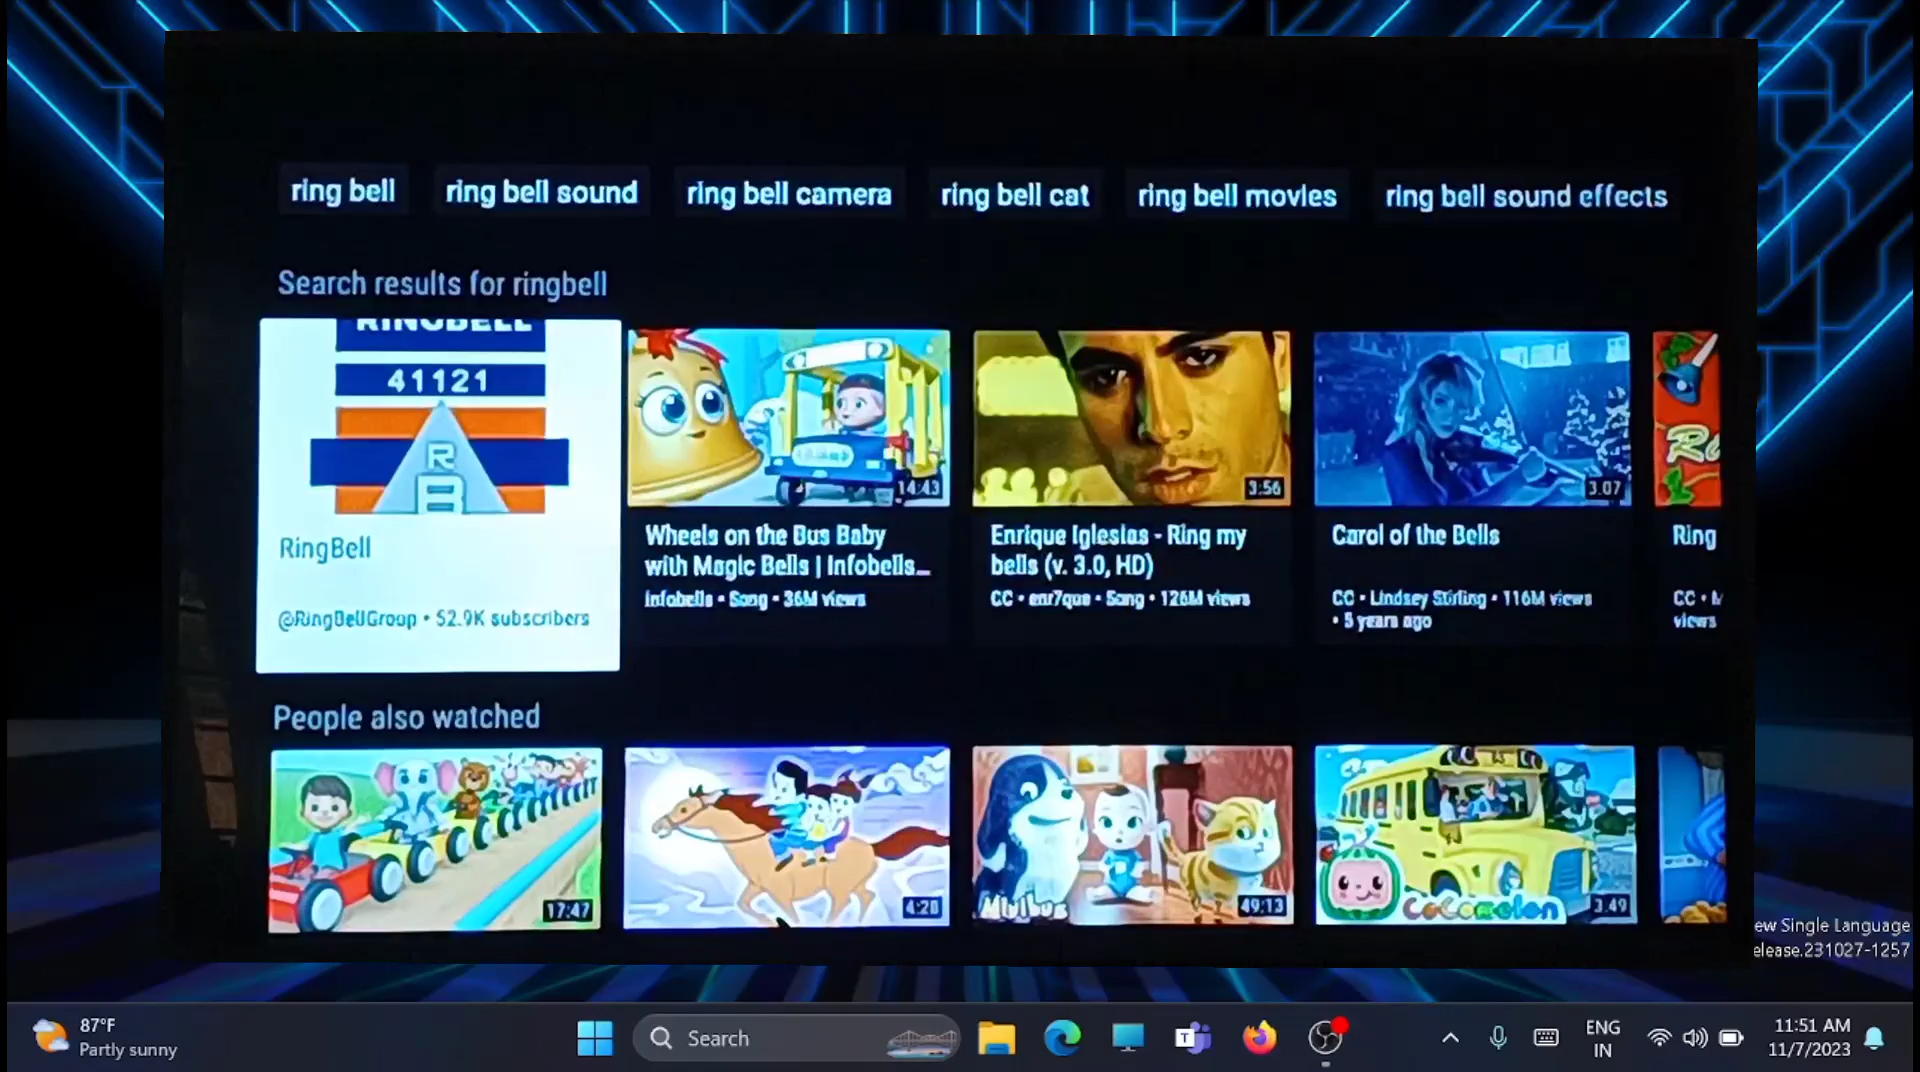 ring bell
ring bell sound
ring bell camera
ring bell cat
ring bell movies
ring bell sound effects
Search results for ringbell
RINGBELL
41121
R
B
RingBell
@RingBellGroup • 52.9K subscribers
14:43
Wheels on the Bus Baby
with Magic Bells | Infobells...
Infobells • Song • 36M views
3:56
Enrique Iglesias - Ring my
bells (v. 3.0, HD)
CC • enr7que • Song • 126M views
3:07
Carol of the Bells
CC • Lindsey Stirling • 116M views
• 5 years ago
Ring
CC •
views
People also watched
17:47
4:20
Minibus
49:13
CoComelon
3:49
ew Single Language
elease.231027-1257
87°F
Partly sunny
Search
T
ENG
IN
11:51 AM
11/7/2023